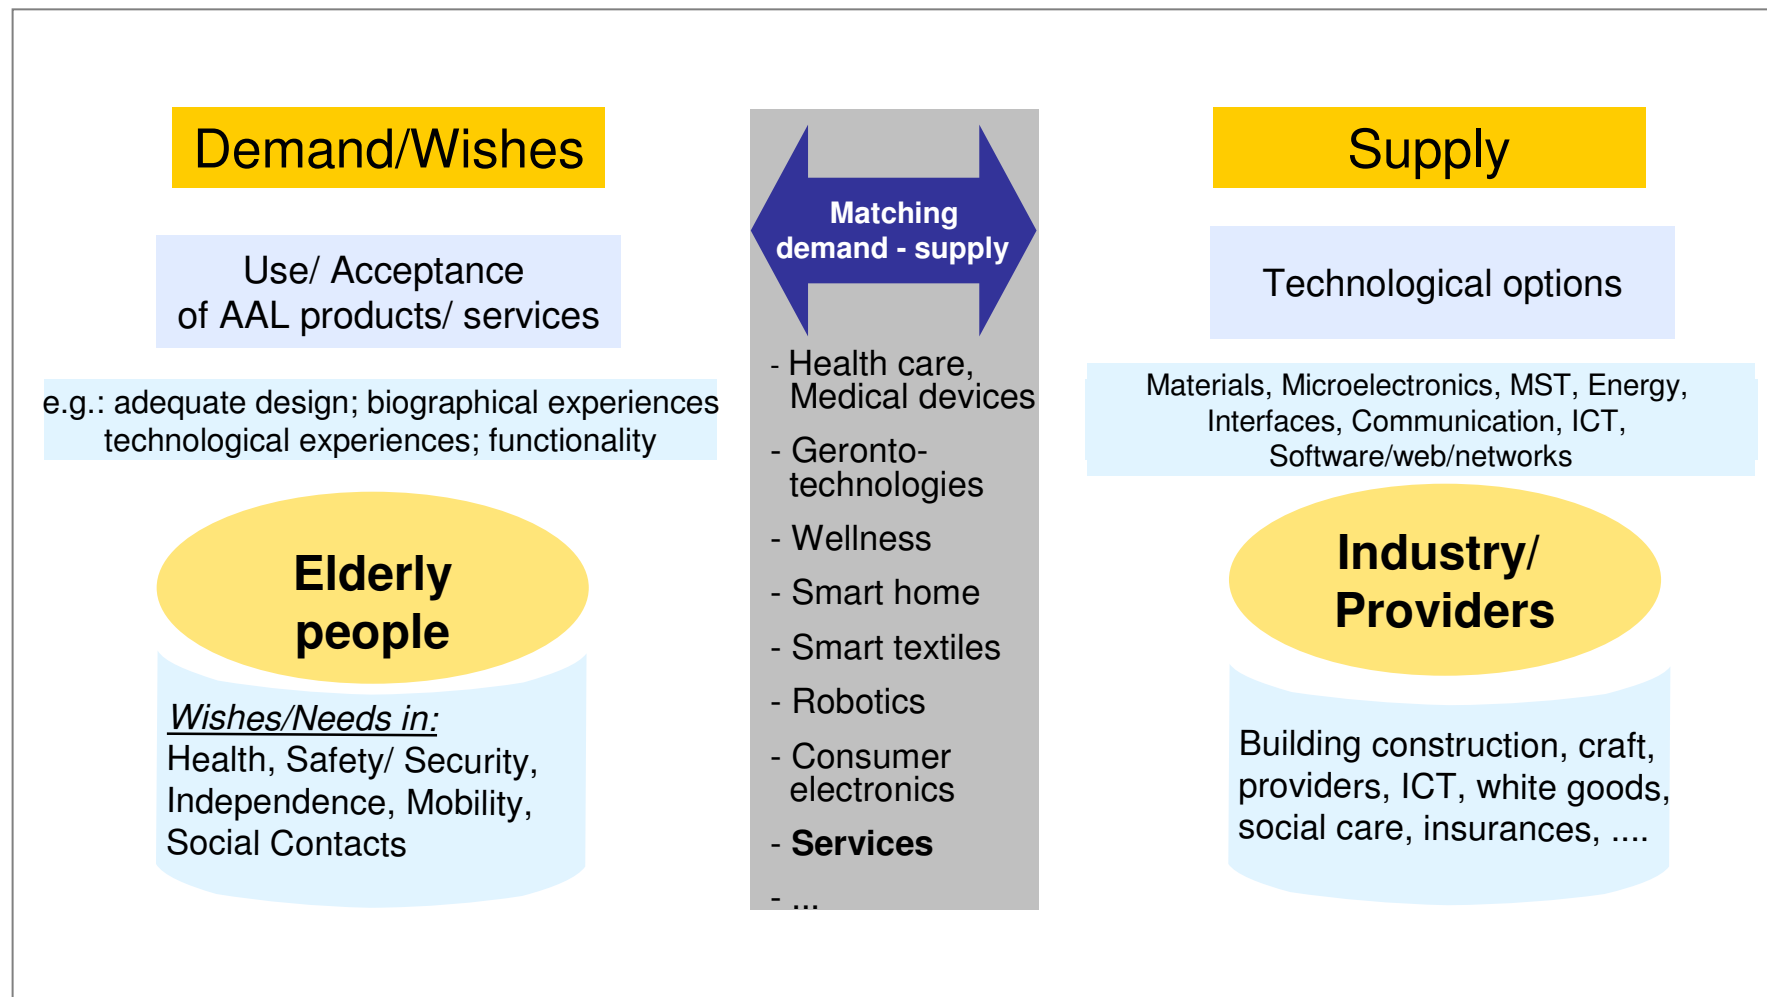 Demand/Wishes
Use/ Acceptance
of AAL products/ services
e.g.: adequate design; biographical experiences
technological experiences; functionality
Elderly
people
Wishes/Needs in:
Health, Safety/ Security,
Independence, Mobility,
Social Contacts
Matching
demand - supply
- Health care,
Medical devices
- Geronto-
technologies
- Wellness
- Smart home
- Smart textiles
- Robotics
- Consumer
electronics
- Services
- ...
Supply
Technological options
Materials, Microelectronics, MST, Energy,
Interfaces, Communication, ICT,
Software/web/networks
Industry/
Providers
Building construction, craft,
providers, ICT, white goods,
social care, insurances, ....